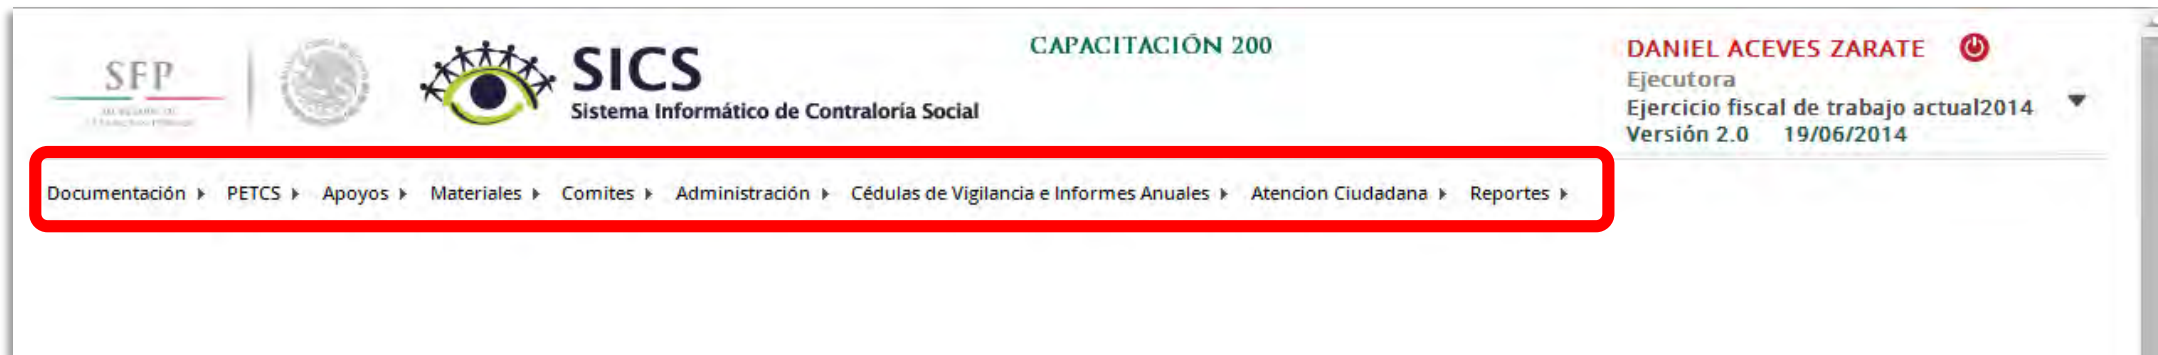 SFP
SICS
Sistema Informático de Contraloría Social
CAPACITACIÓN 200
DANIEL ACEVES ZARATE
Ejecutora
Ejercicio fiscal de trabajo actual2014
Versión 2.0 19/06/2014
Documentación PETCS Apoyos Materiales Comites Administración Cédulas de Vigilancia e Informes Anuales Atencion Ciudadana Reportes